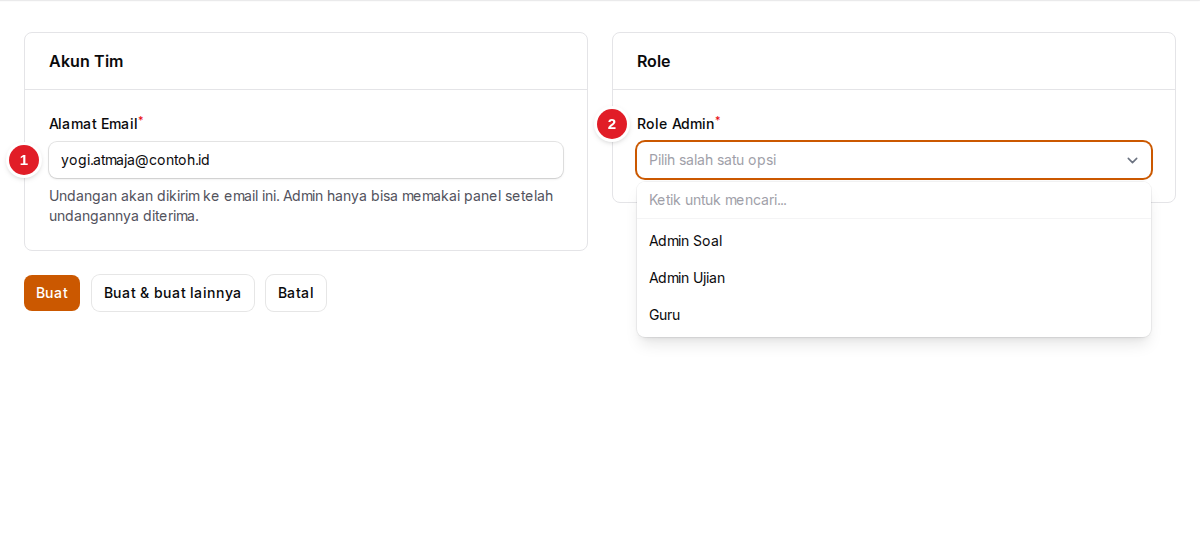 Akun Tim
Alamat Email*
1
yogi.atmaja@contoh.id
Undangan akan dikirim ke email ini. Admin hanya bisa memakai panel setelah
undangannya diterima.
Buat
Buat & buat lainnya
Batal
Role
2
Role Admin*
Pilih salah satu opsi
Ketik untuk mencari...
Admin Soal
Admin Ujian
Guru